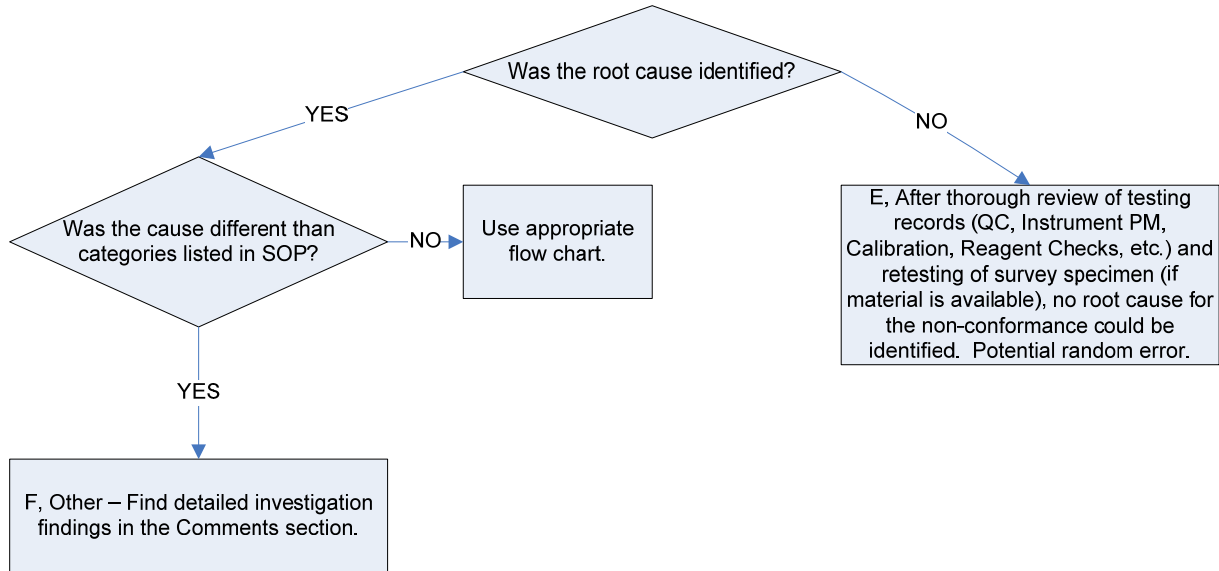 Was the root cause identified?
YES
NO
Was the cause different than
categories listed in SOP?
NO
Use appropriate
flow chart.
E, After thorough review of testing
records (QC, Instrument PM,
Calibration, Reagent Checks, etc.) and
retesting of survey specimen (if
material is available), no root cause for
the non-conformance could be
identified.  Potential random error.
YES
F, Other – Find detailed investigation
findings in the Comments section.